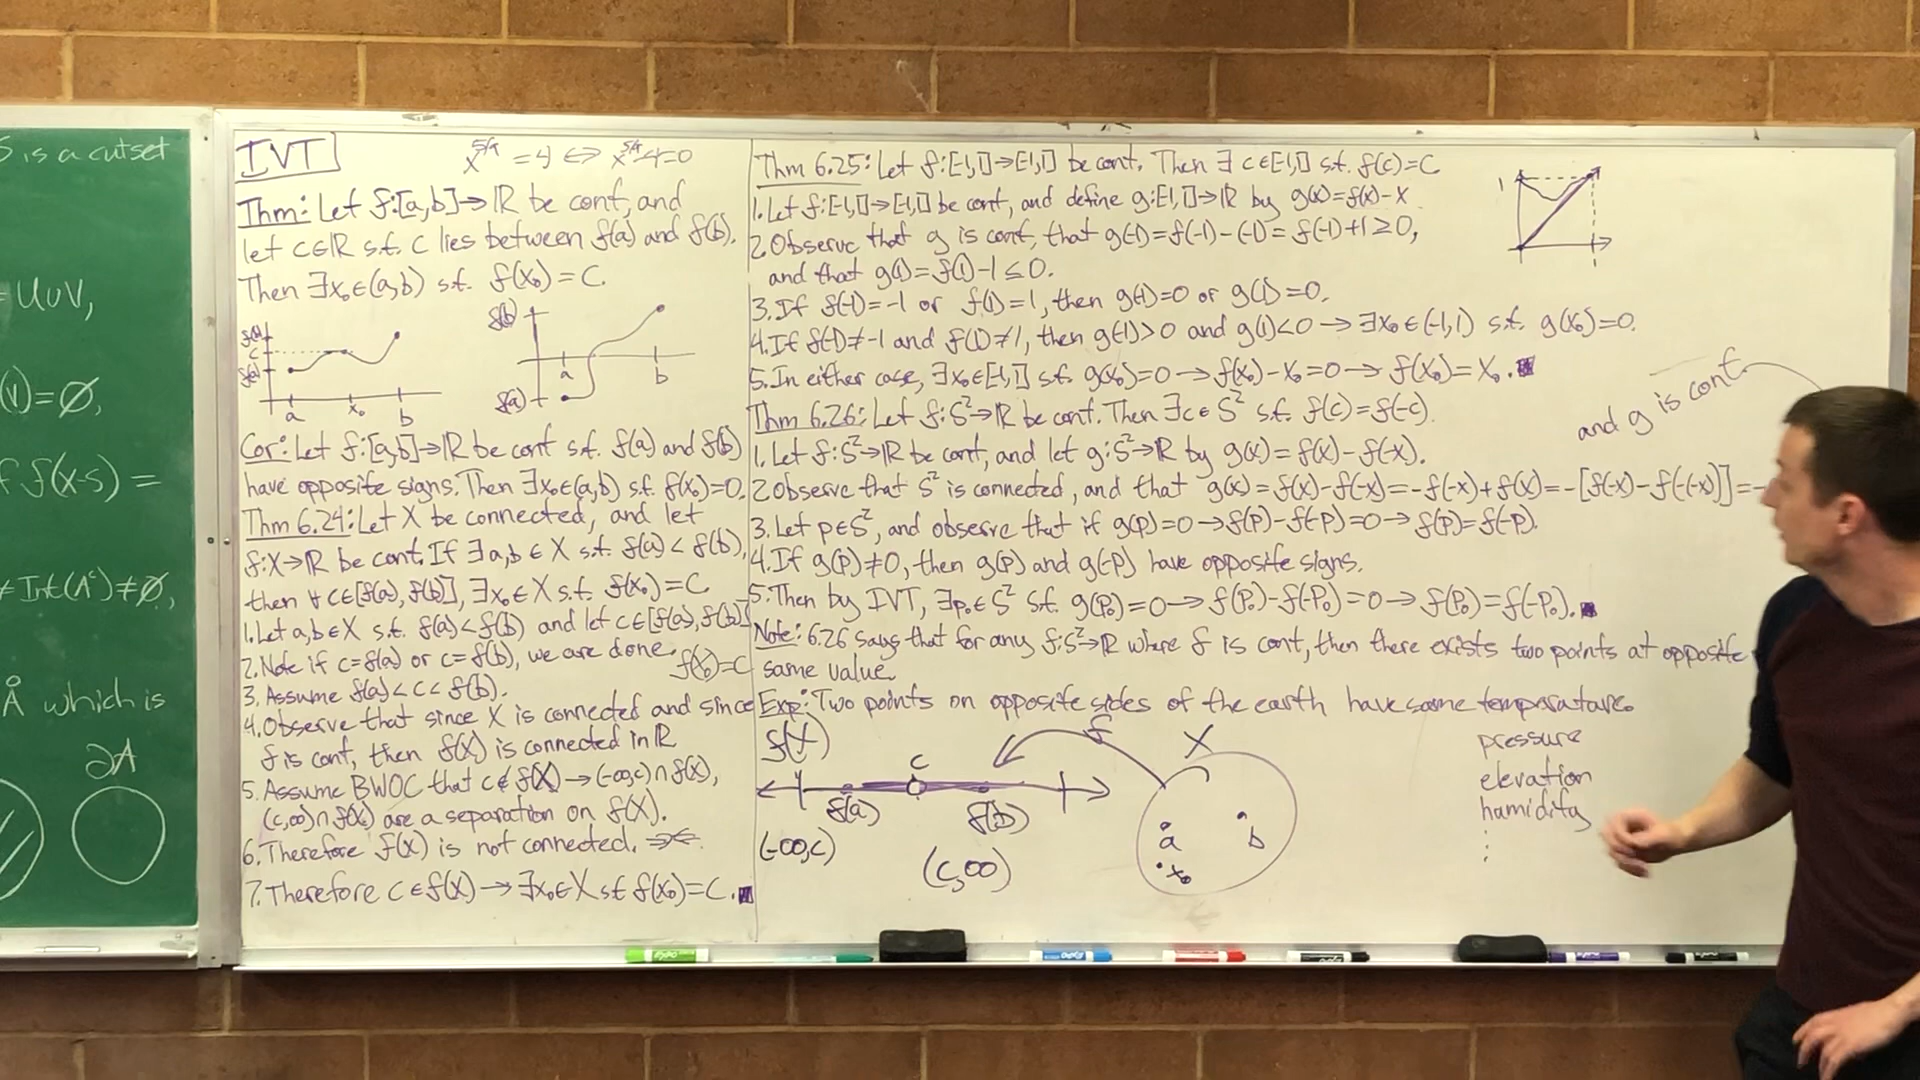 S is a cutset
= U∪V,
(V)=∅,
f f(x-s) =
≠ Int(Aᶜ)≠∅,
Å which is
∂A
IVT
x^5/π = 4 ⇔ x^5/π - 4 = 0
Thm: Let f:[a,b]→ℝ be cont, and
let c∈ℝ s.t. c lies between f(a) and f(b).
Then ∃x₀∈(a,b) s.t. f(x₀)=C.
f(b)
c
f(a)
a x₀ b
f(b)
f(a)
a b
Cor: Let f:[a,b]→ℝ be cont s.t. f(a) and f(b)
have opposite signs. Then ∃x₀∈(a,b) s.t. f(x₀)=0.
Thm 6.24: Let X be connected, and let
f:X→ℝ be cont. If ∃a,b∈X s.t. f(a)<f(b),
then ∀c∈[f(a),f(b)], ∃x₀∈X s.t. f(x₀)=C
1. Let a,b∈X s.t. f(a)<f(b) and let c∈[f(a),f(b)]
2. Note if c=f(a) or c=f(b), we are done.
f(x₀)=C
3. Assume f(a)<c<f(b).
4. Observe that since X is connected and since
f is cont, then f(X) is connected in ℝ
5. Assume BWOC that c∉f(X)→(-∞,c)∩f(X),
(c,∞)∩f(X) are a separation on f(X).
6. Therefore f(X) is not connected. ⇒⇐.
7. Therefore c∈f(X)→∃x₀∈X s.t f(x₀)=C. ■
Thm 6.25: Let f:[-1,1]→[-1,1] be cont. Then ∃ c∈[-1,1] s.t. f(c)=C
1. Let f:[-1,1]→[-1,1] be cont, and define g:[-1,1]→ℝ by g(x)=f(x)-x
2. Observe that g is cont, that g(-1)=f(-1)-(-1)=f(-1)+1≥0,
and that g(1)=f(1)-1≤0.
3. If f(-1)=-1 or f(1)=1, then g(-1)=0 or g(1)=0.
4. If f(-1)≠-1 and f(1)≠1, then g(-1)>0 and g(1)<0→∃x₀∈(-1,1) s.t. g(x₀)=0.
5. In either case, ∃x₀∈[-1,1] s.t. g(x₀)=0→f(x₀)-x₀=0→f(x₀)=x₀. ■
1
and g is cont
Thm 6.26: Let f:S²→ℝ be cont. Then ∃c∈S² s.t. f(c)=f(-c).
1. Let f:S²→ℝ be cont, and let g:S²→ℝ by g(x)=f(x)-f(-x).
2. Observe that S² is connected, and that g(x)=f(x)-f(-x)=-f(-x)+f(x)=-[f(-x)-f(-(-x))]=-
3. Let p∈S², and observe that if g(p)=0→f(p)-f(-p)=0→f(p)=f(-p).
4. If g(p)≠0, then g(p) and g(-p) have opposite signs.
5. Then by IVT, ∃p₀∈S² s.t. g(p₀)=0→f(p₀)-f(-p₀)=0→f(p₀)=f(-p₀). ■
Note: 6.26 says that for any f:S²→ℝ where f is cont, then there exists two points at opposite
same value.
Exp: Two points on opposite sides of the earth have same temperature.
pressure
elevation
humidity
⋮
f(X) f X
c
f(a) f(b)
(-∞,c) (c,∞)
a b
x₀
expo
expo
expo
expo
expo